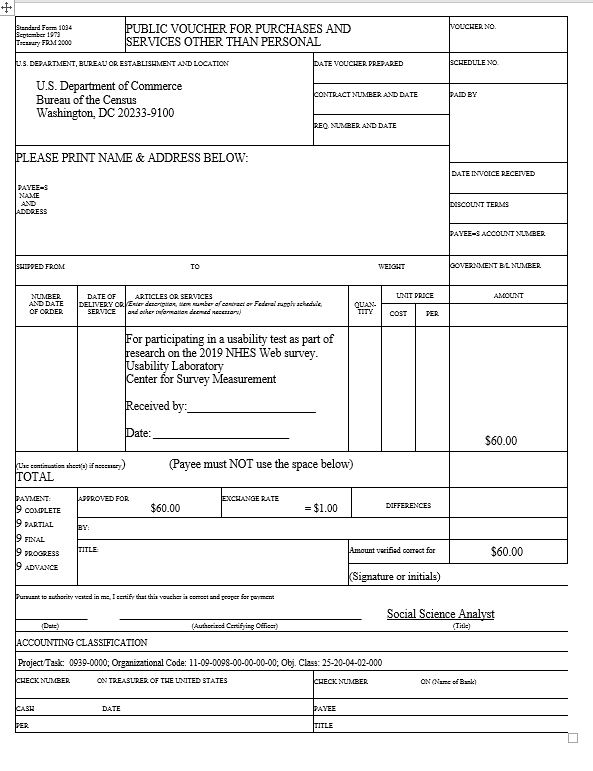 Standard Form 1034
September 1973
Treasury FRM 2000
PUBLIC VOUCHER FOR PURCHASES AND
SERVICES OTHER THAN PERSONAL
VOUCHER NO.
U.S. DEPARTMENT, BUREAU OR ESTABLISHMENT AND LOCATION
U.S. Department of Commerce
Bureau of the Census
Washington, DC 20233-9100
DATE VOUCHER PREPARED
SCHEDULE NO.
CONTRACT NUMBER AND DATE
PAID BY
REQ. NUMBER AND DATE
PLEASE PRINT NAME & ADDRESS BELOW:
PAYEE=S
NAME
AND
ADDRESS
DATE INVOICE RECEIVED
DISCOUNT TERMS
PAYEE=S ACCOUNT NUMBER
SHIPPED FROM TO WEIGHT
GOVERNMENT B/L NUMBER
NUMBER
AND DATE
OF ORDER
DATE OF
DELIVERY OR
SERVICE
ARTICLES OR SERVICES
(Enter description, item number of contract or Federal supply schedule,
and other information deemed necessary)
QUAN-
TITY
UNIT PRICE
COST PER
AMOUNT
For participating in a usability test as part of
research on the 2019 NHES Web survey.
Usability Laboratory
Center for Survey Measurement
Received by:
Date:
$60.00
(Use continuation sheet(s) if necessary) (Payee must NOT use the space below)
TOTAL
PAYMENT:
9 COMPLETE
9 PARTIAL
9 FINAL
9 PROGRESS
9 ADVANCE
APPROVED FOR
$60.00
EXCHANGE RATE
= $1.00
DIFFERENCES
BY:
TITLE:
Amount verified correct for
$60.00
(Signature or initials)
Pursuant to authority vested in me, I certify that this voucher is correct and proper for payment
Social Science Analyst
(Date) (Authorized Certifying Officer) (Title)
ACCOUNTING CLASSIFICATION
Project/Task: 0939-0000; Organizational Code: 11-09-0098-00-00-00-00; Obj. Class: 25-20-04-02-000
CHECK NUMBER ON TREASURER OF THE UNITED STATES
CHECK NUMBER ON (Name of Bank)
CASH DATE
PAYEE
PER
TITLE